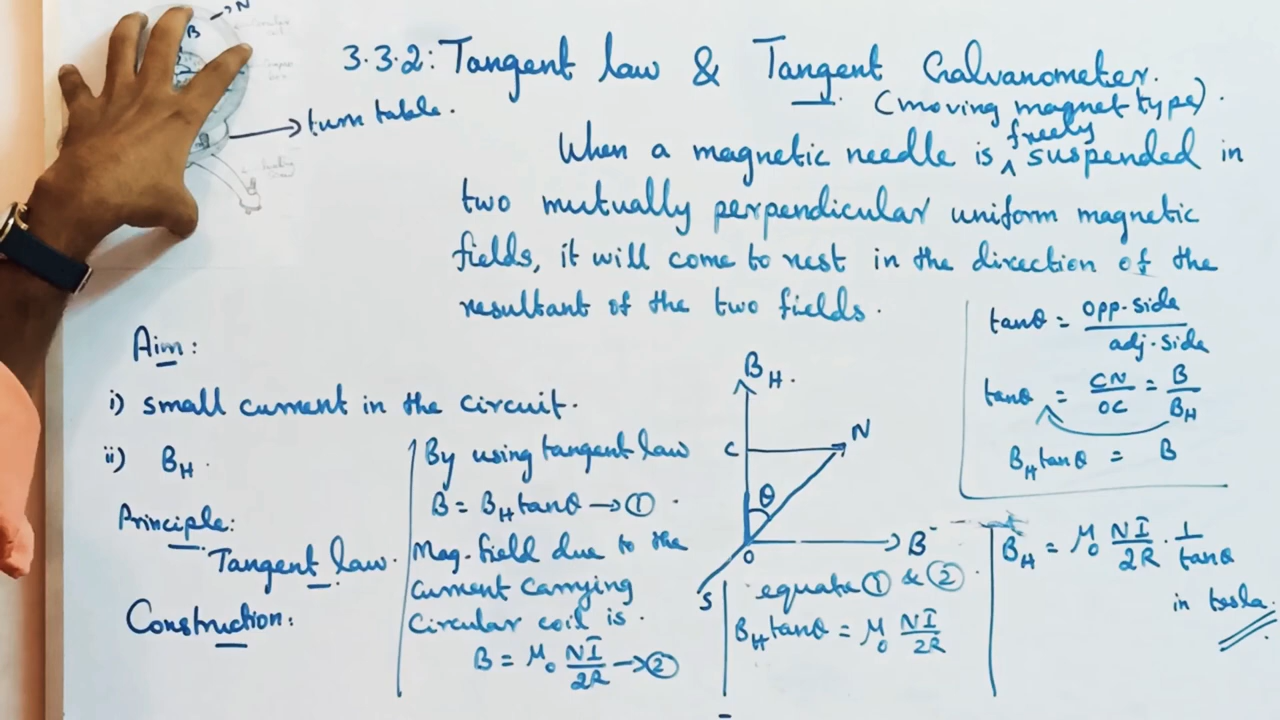 N
B
3.3.2: Tangent law & Tangent Galvanometer.
(moving magnet type).
turn table.
When a magnetic needle is freely suspended in
two mutually perpendicular uniform magnetic
fields, it will come to rest in the direction of the
resultant of the two fields.
tanθ = opp. side / adj. side
tanθ = CN/OC = B/B_H
B_H tanθ = B
Aim:
i) small current in the circuit.
ii) B_H.
Principle:
Tangent law.
Construction:
By using tangent law
B = B_H tanθ → ①
Mag. field due to the
current carrying
Circular coil is.
B = μ₀ NI/2R → ②
B_H.
C
N
θ
O
B
S
equate ① & ②.
B_H tanθ = μ₀ NI/2R
B_H = μ₀ NI/2R · 1/tanθ
in tesla.